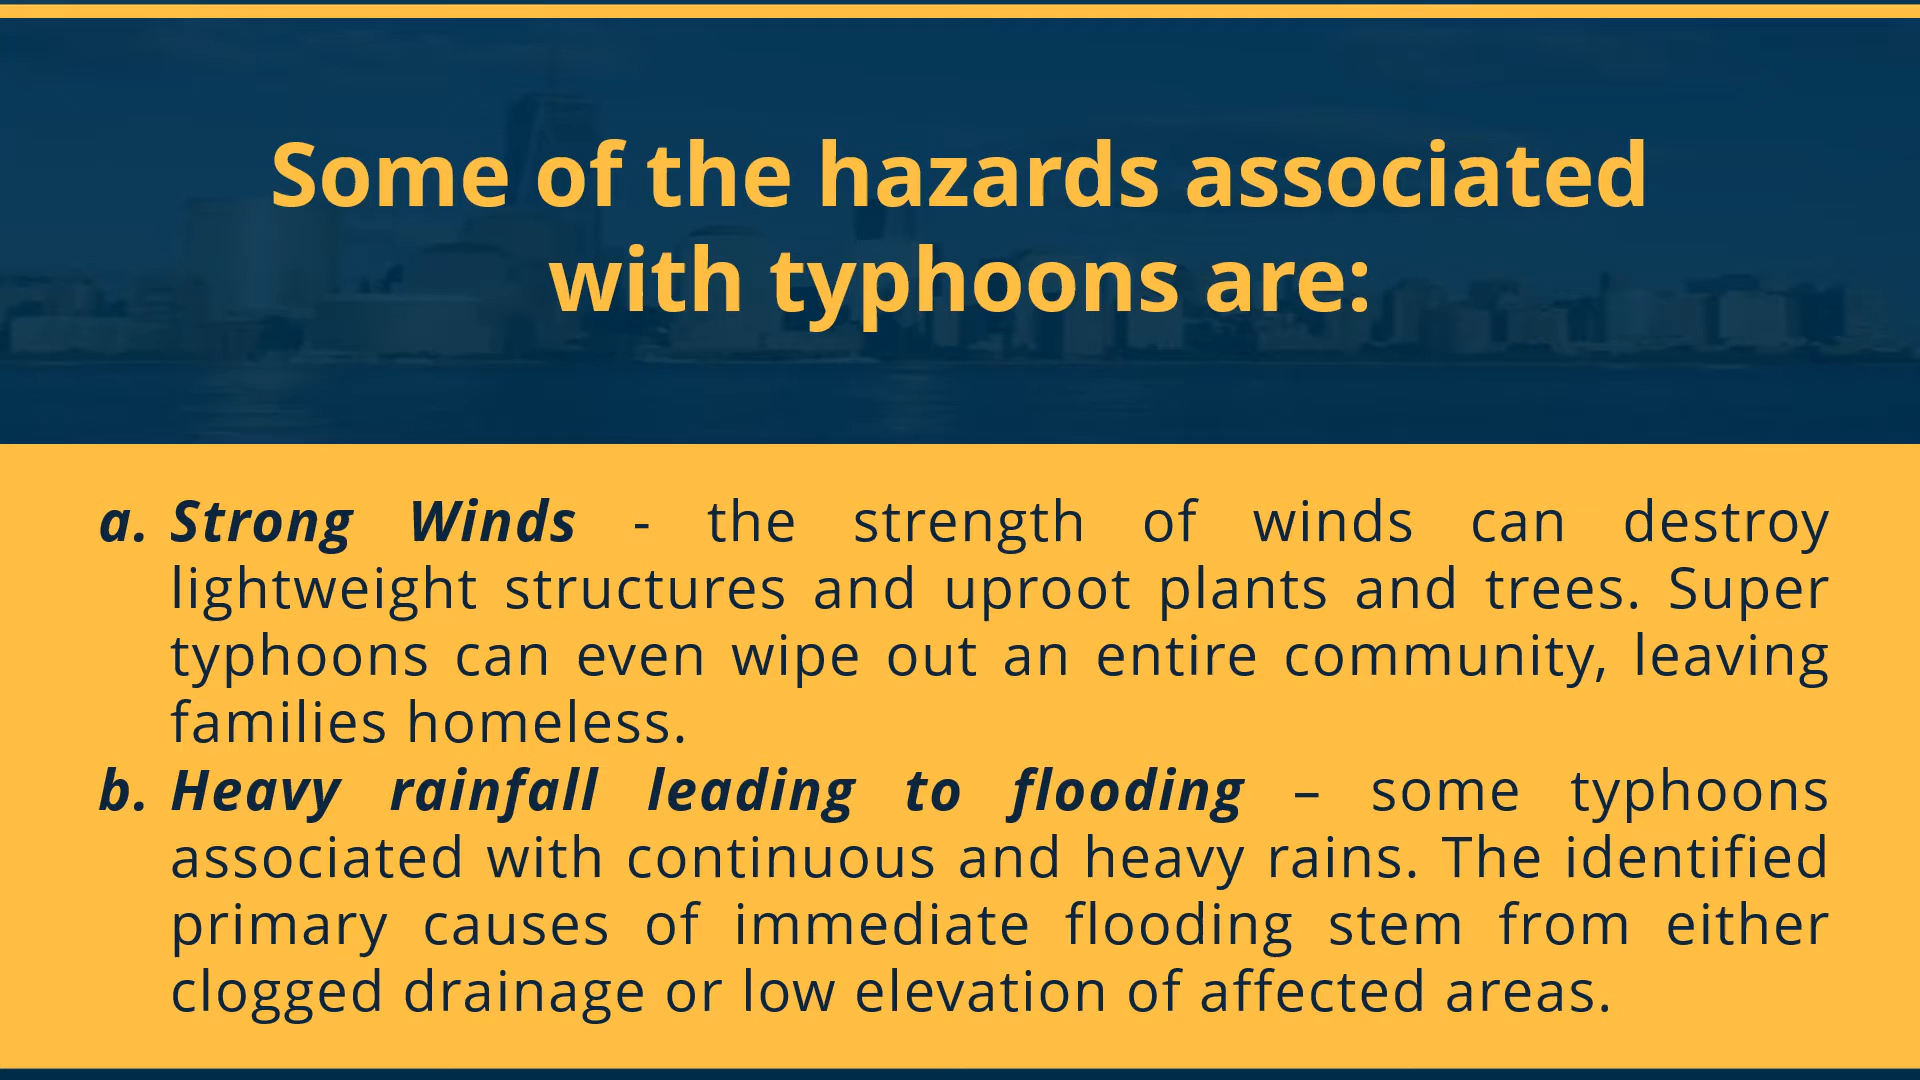 Some of the hazards associated
with typhoons are:
a. Strong Winds - the strength of winds can destroy
lightweight structures and uproot plants and trees. Super
typhoons can even wipe out an entire community, leaving
families homeless.
b. Heavy rainfall leading to flooding – some typhoons
associated with continuous and heavy rains. The identified
primary causes of immediate flooding stem from either
clogged drainage or low elevation of affected areas.